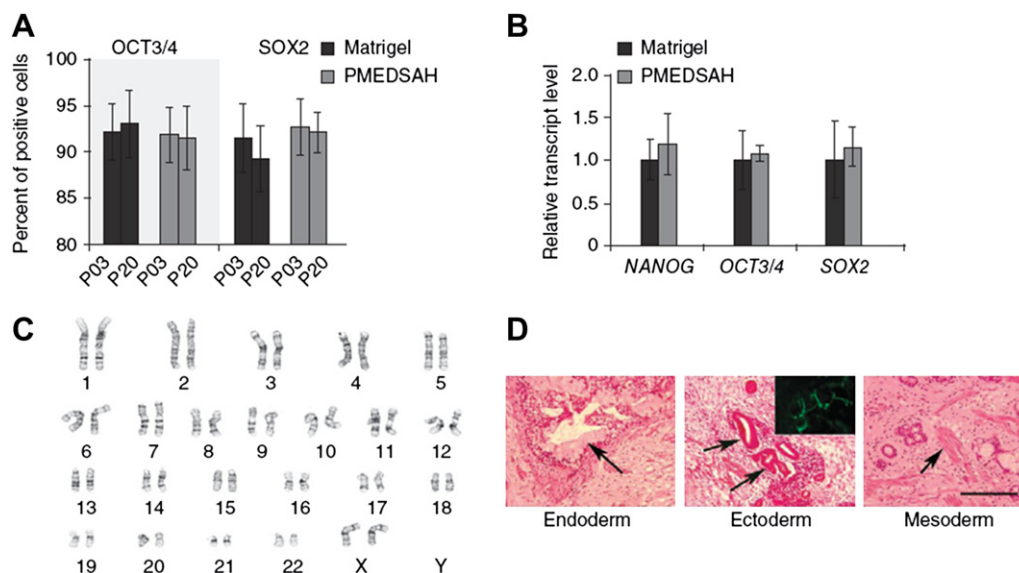 A
OCT3/4 SOX2
Matrigel
PMEDSAH
Percent of positive cells
100
95
90
85
80
P03 P20 P03 P20 P03 P20 P03 P20
B
Matrigel
PMEDSAH
Relative transcript level
2.0
1.5
1.0
0.5
0
NANOG OCT3/4 SOX2
C
1 2 3 4 5
6 7 8 9 10 11 12
13 14 15 16 17 18
19 20 21 22 X Y
D
Endoderm Ectoderm Mesoderm